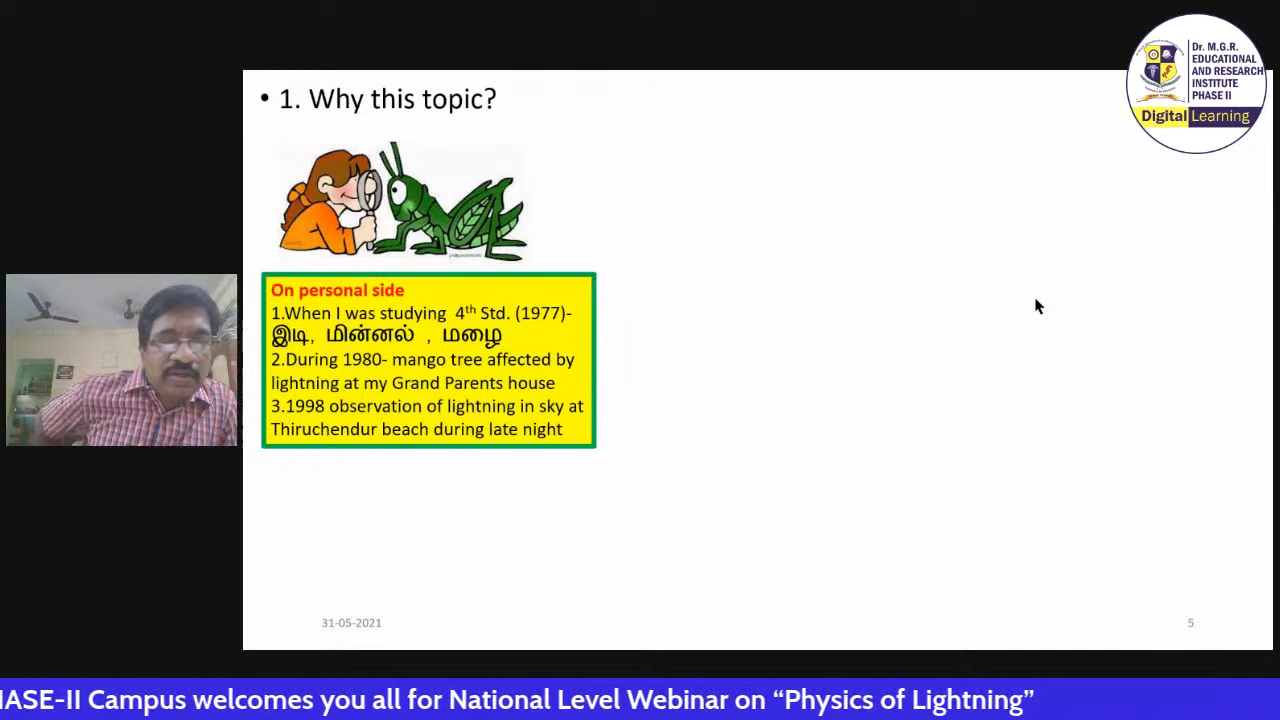 Dr. M.G.R.
EDUCATIONAL
AND RESEARCH
INSTITUTE
PHASE II
Digital Learning
• 1. Why this topic?
On personal side
1.When I was studying 4th Std. (1977)-
இடி, மின்னல் , மழை
2.During 1980- mango tree affected by
lightning at my Grand Parents house
3.1998 observation of lightning in sky at
Thiruchendur beach during late night
31-05-2021
5
HASE-II Campus welcomes you all for National Level Webinar on “Physics of Lightning”